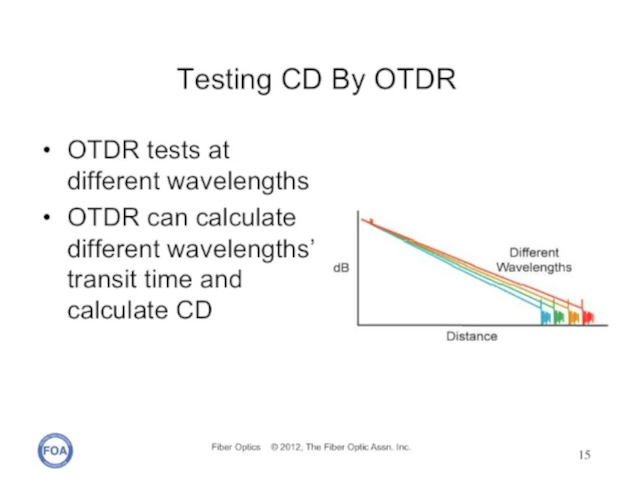 Testing CD By OTDR
• OTDR tests at
different wavelengths
• OTDR can calculate
different wavelengths’
transit time and
calculate CD
dB
Different
Wavelengths
Distance
FOA
Fiber Optics © 2012, The Fiber Optic Assn. Inc.
15